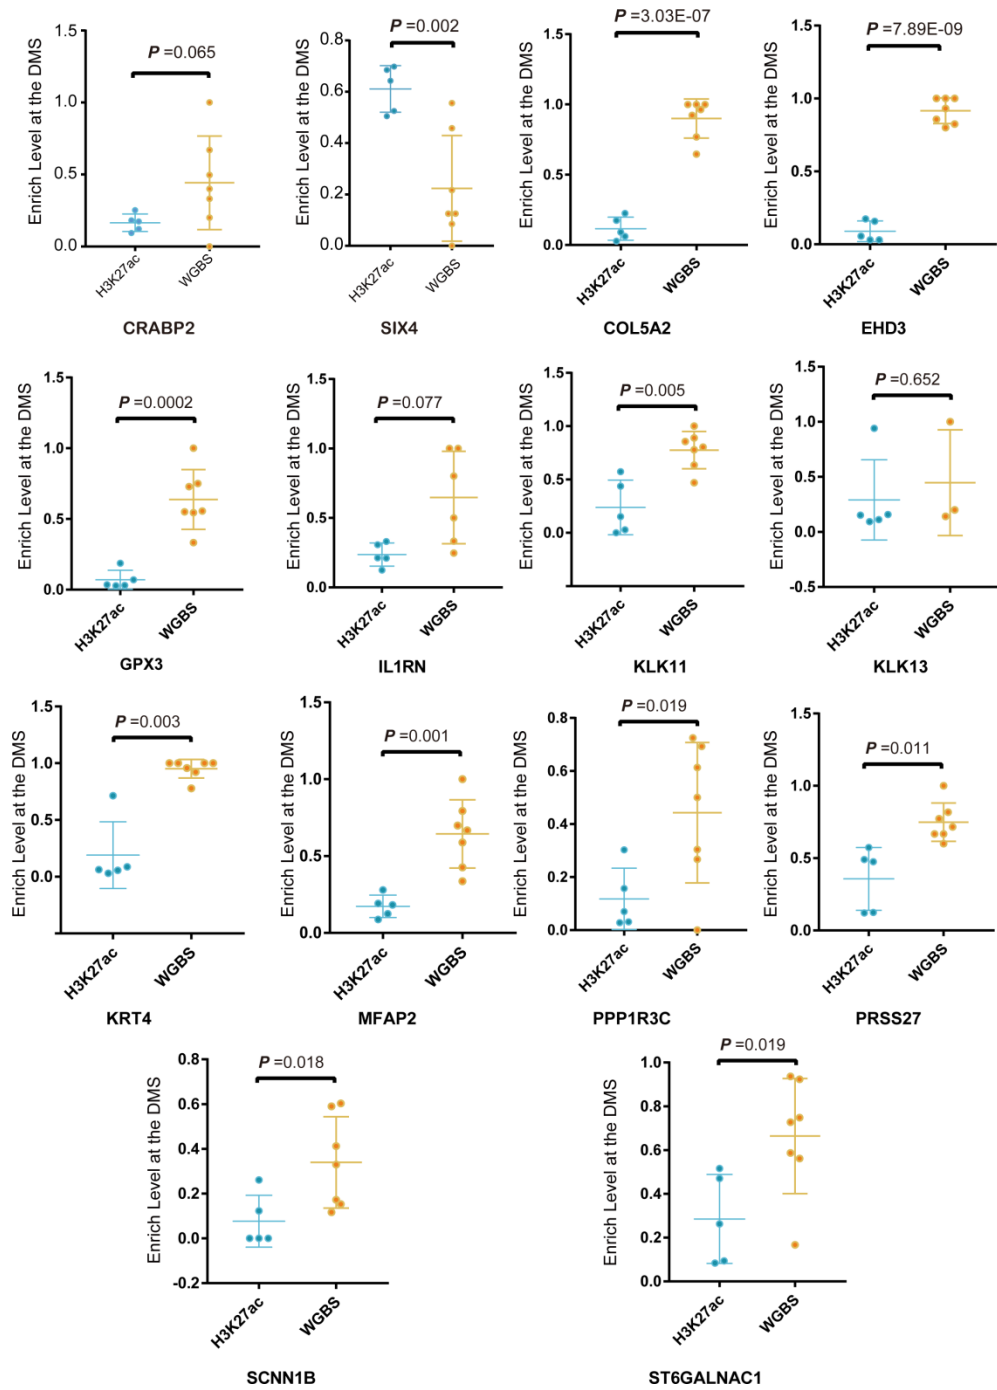 P =0.065
Enrich Level at the DMS
1.5
1.0
0.5
0.0
H3K27ac
WGBS
CRABP2
P =0.002
Enrich Level at the DMS
0.8
0.6
0.4
0.2
0.0
H3K27ac
WGBS
SIX4
P =3.03E-07
Enrich Level at the DMS
1.5
1.0
0.5
0.0
H3K27ac
WGBS
COL5A2
P =7.89E-09
Enrich Level at the DMS
1.5
1.0
0.5
0.0
H3K27ac
WGBS
EHD3
P =0.0002
Enrich Level at the DMS
1.5
1.0
0.5
0.0
H3K27ac
WGBS
GPX3
P =0.077
Enrich Level at the DMS
1.5
1.0
0.5
0.0
H3K27ac
WGBS
IL1RN
P =0.005
Enrich Level at the DMS
1.5
1.0
0.5
0.0
H3K27ac
WGBS
KLK11
P =0.652
Enrich Level at the DMS
1.5
1.0
0.5
0.0
-0.5
H3K27ac
WGBS
KLK13
P =0.003
Enrich Level at the DMS
1.5
1.0
0.5
0.0
H3K27ac
WGBS
KRT4
P =0.001
Enrich Level at the DMS
1.5
1.0
0.5
0.0
H3K27ac
WGBS
MFAP2
P =0.019
Enrich Level at the DMS
0.8
0.6
0.4
0.2
0.0
H3K27ac
WGBS
PPP1R3C
P =0.011
Enrich Level at the DMS
1.5
1.0
0.5
0.0
H3K27ac
WGBS
PRSS27
P =0.018
Enrich Level at the DMS
0.8
0.6
0.4
0.2
0.0
-0.2
H3K27ac
WGBS
SCNN1B
P =0.019
Enrich Level at the DMS
1.0
0.8
0.6
0.4
0.2
0.0
H3K27ac
WGBS
ST6GALNAC1